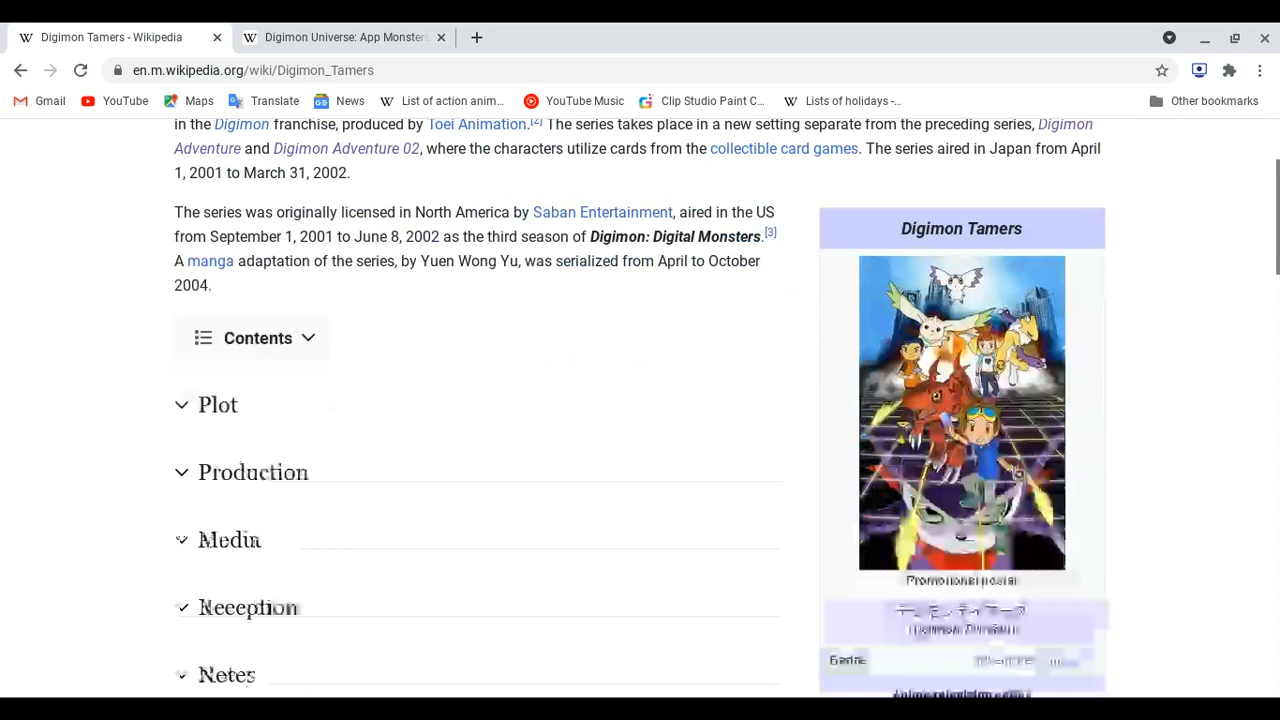 Digimon Tamers - Wikipedia
Digimon Universe: App Monsters
en.m.wikipedia.org/wiki/Digimon_Tamers
Gmail
YouTube
Maps
Translate
News
List of action anim...
YouTube Music
Clip Studio Paint C...
Lists of holidays -...
Other bookmarks
in the Digimon franchise, produced by Toei Animation.[2] The series takes place in a new setting separate from the preceding series, Digimon
Adventure and Digimon Adventure 02, where the characters utilize cards from the collectible card games. The series aired in Japan from April
1, 2001 to March 31, 2002.
The series was originally licensed in North America by Saban Entertainment, aired in the US
from September 1, 2001 to June 8, 2002 as the third season of Digimon: Digital Monsters.[3]
A manga adaptation of the series, by Yuen Wong Yu, was serialized from April to October
2004.
Contents
Plot
Production
Media
Reception
Notes
Digimon Tamers
Promotional poster